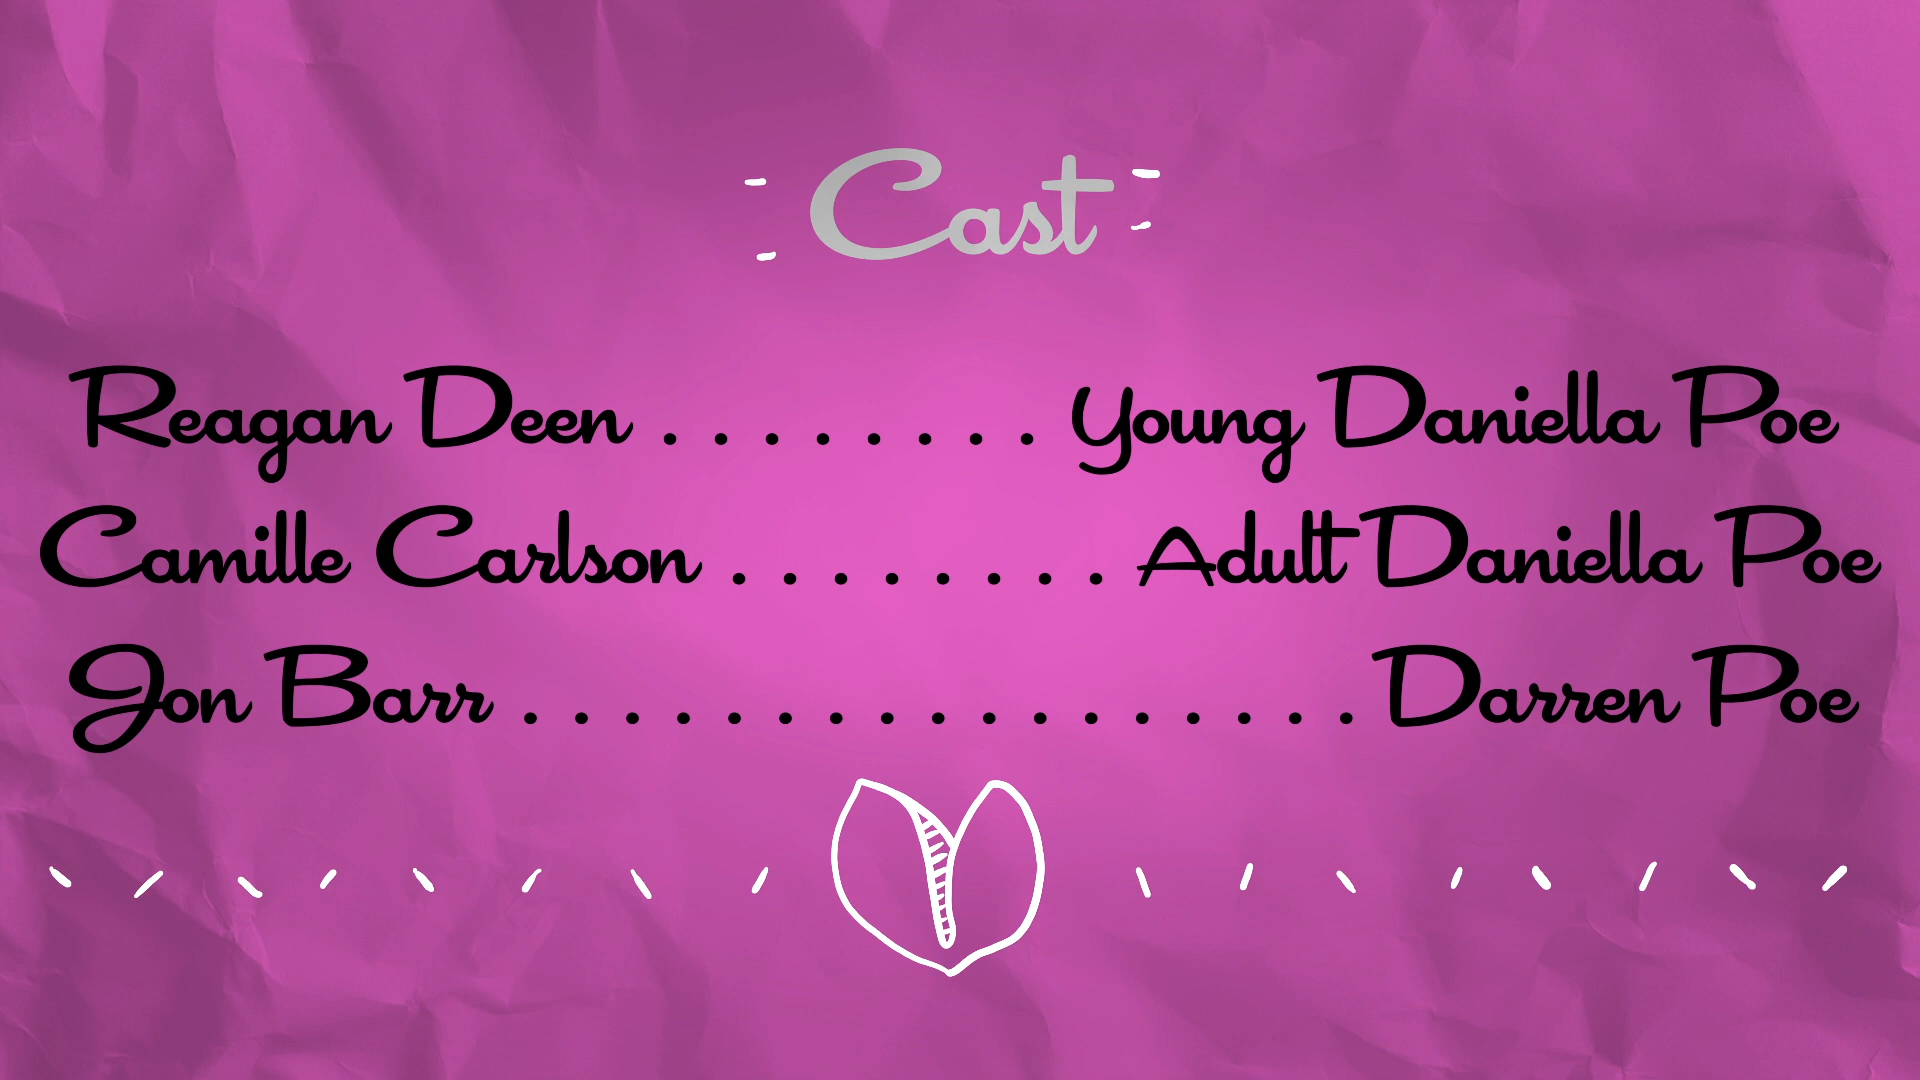 Cast
Reagan Deen . . . . . . . . Young Daniella Poe
Camille Carlson . . . . . . . . Adult Daniella Poe
Jon Barr . . . . . . . . . . . . . . . . . Darren Poe